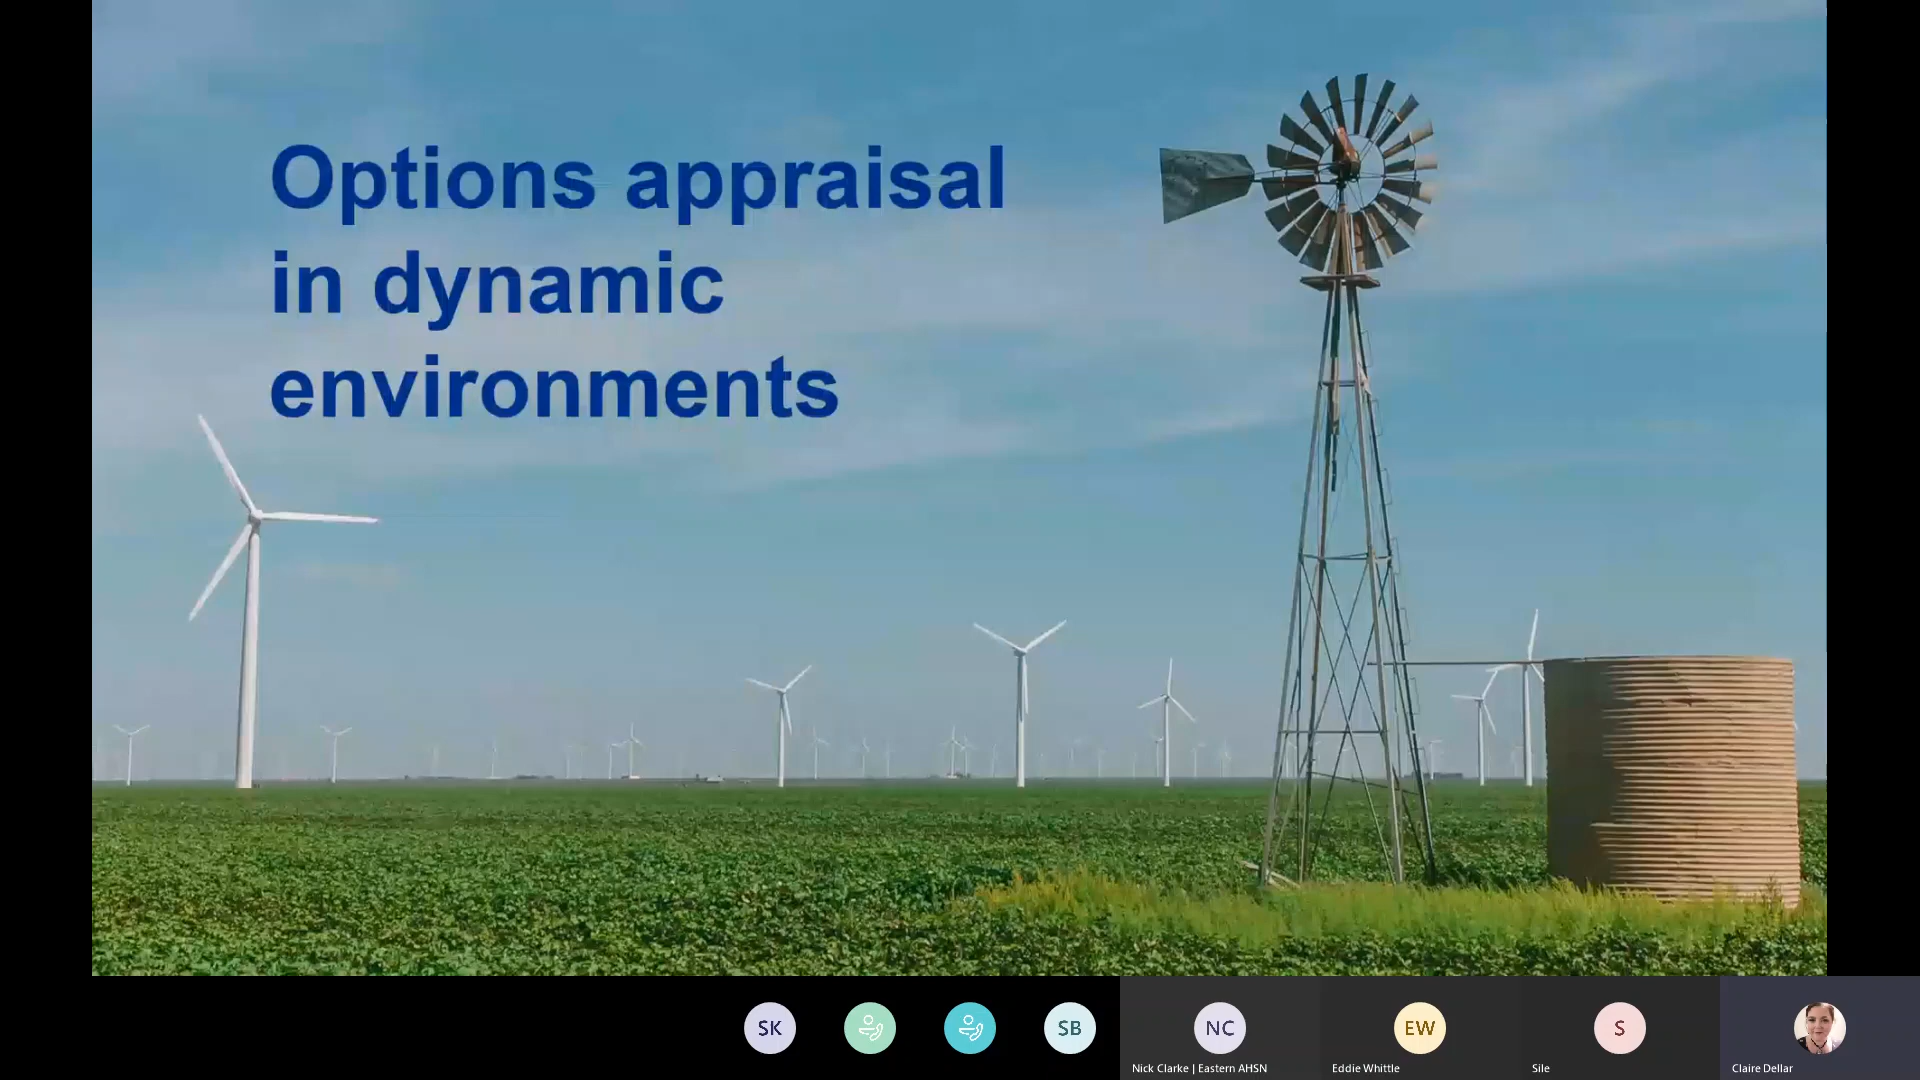 Options appraisal
in dynamic
environments
SK
SB
NC
EW
S
Nick Clarke | Eastern AHSN
Eddie Whittle
Sile
Claire Dellar